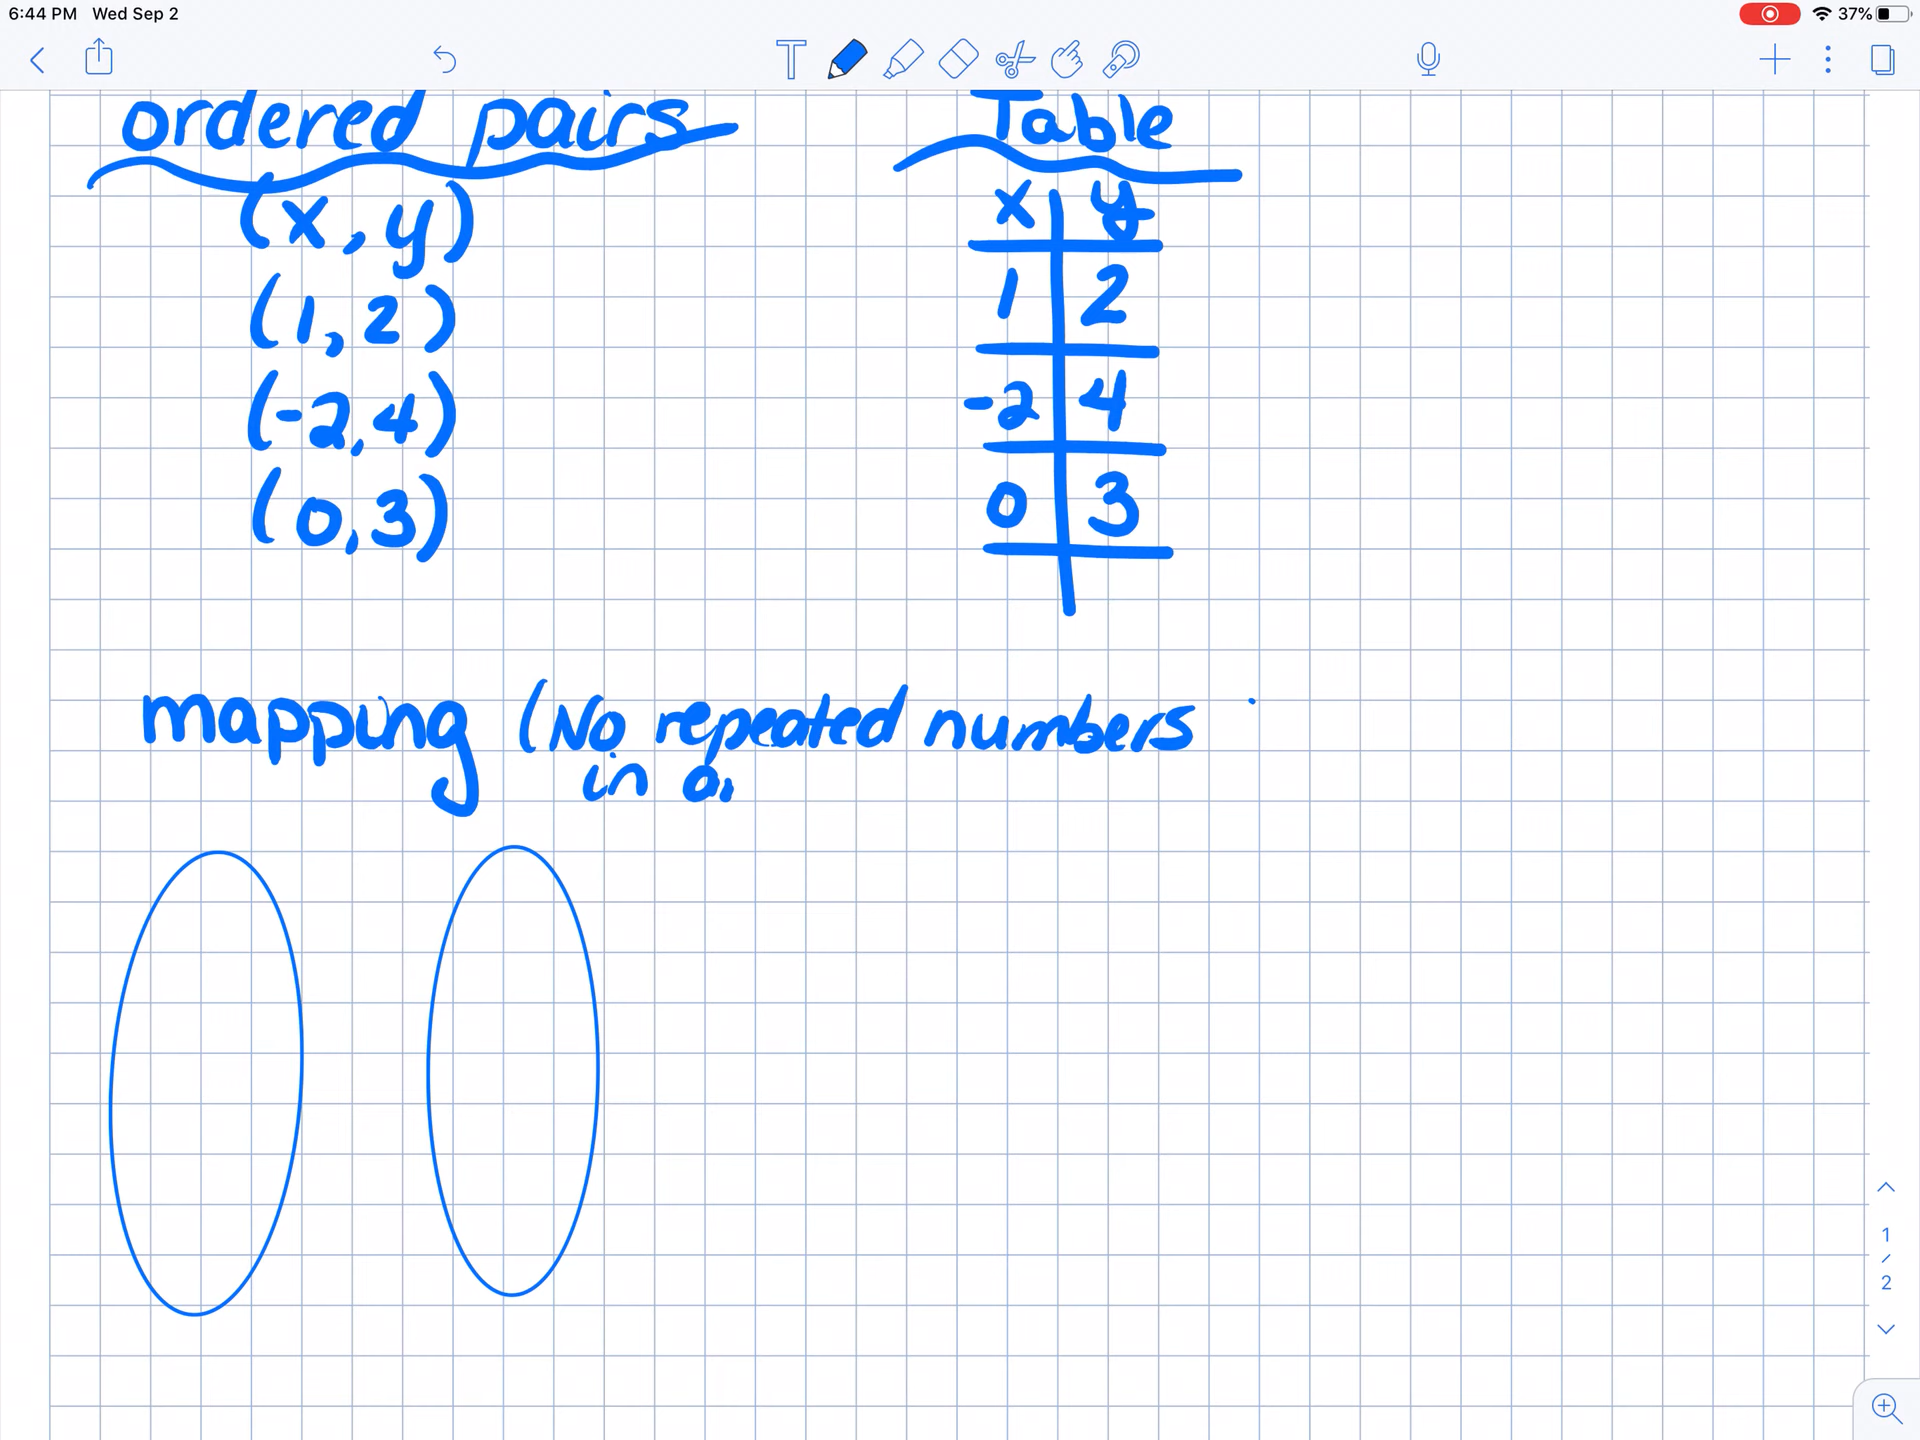 6:44 PM Wed Sep 2
37%
T
ordered pairs
Table
(x, y)
(1, 2)
(-2, 4)
(0, 3)
x y
1 2
-2 4
0 3
mapping (No repeated numbers
in a
1
/
2